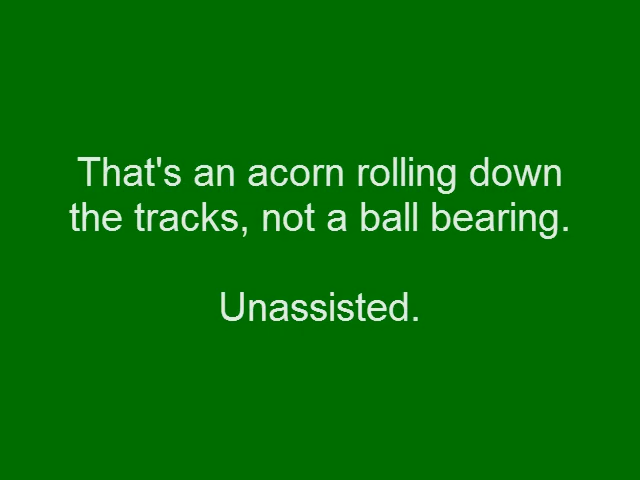 That's an acorn rolling down
the tracks, not a ball bearing.
Unassisted.